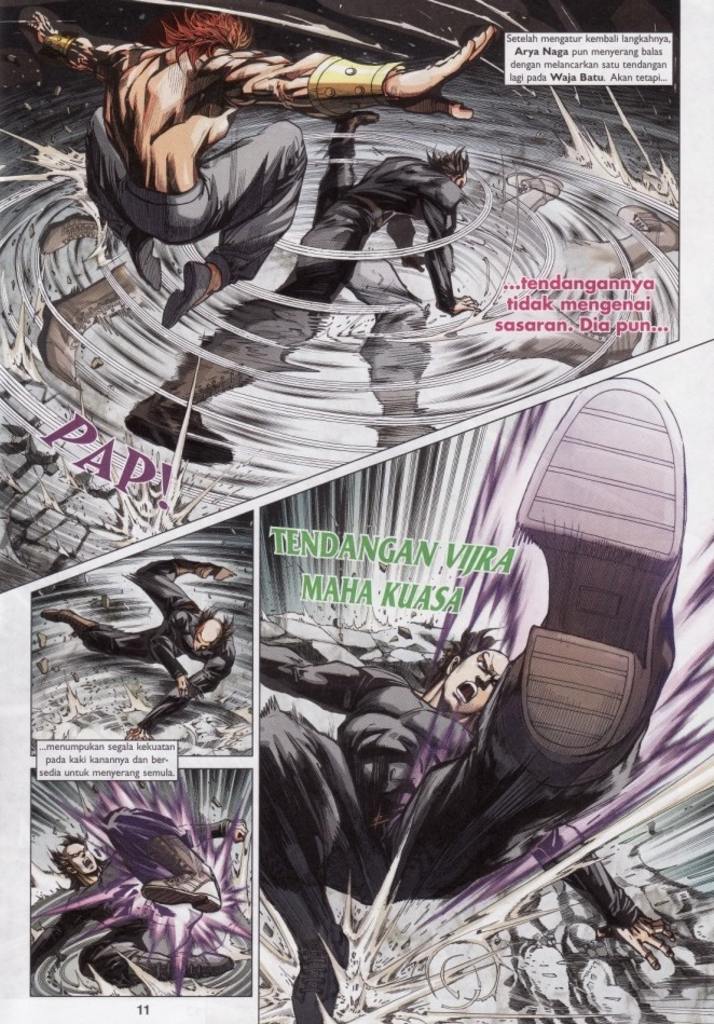 Setelah mengatur kembali langkahnya,
Arya Naga pun menyerang balas
dengan melancarkan satu tendangan
lagi pada Waja Batu. Akan tetapi...
...tendangannya
tidak mengenai
sasaran. Dia pun...
PAP!
TENDANGAN VIJRA
MAHA KUASA
...menumpukan segala kekuatan
pada kaki kanannya dan ber-
sedia untuk menyerang semula.
11